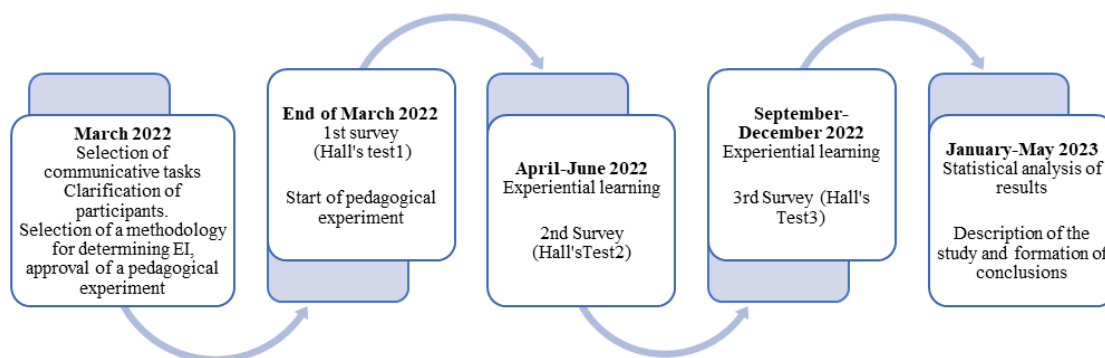 March 2022
Selection of
communicative tasks
Clarification of
participants.
Selection of a methodology
for determining EI,
approval of a pedagogical
experiment
End of March 2022
1st survey
(Hall's test1)
Start of pedagogical
experiment
April-June 2022
Experiential learning
2nd Survey
(Hall'sTest2)
September-
December 2022
Experiential learning
3rd Survey (Hall's
Test3)
January-May 2023
Statistical analysis of
results
Description of the
study and formation of
conclusions